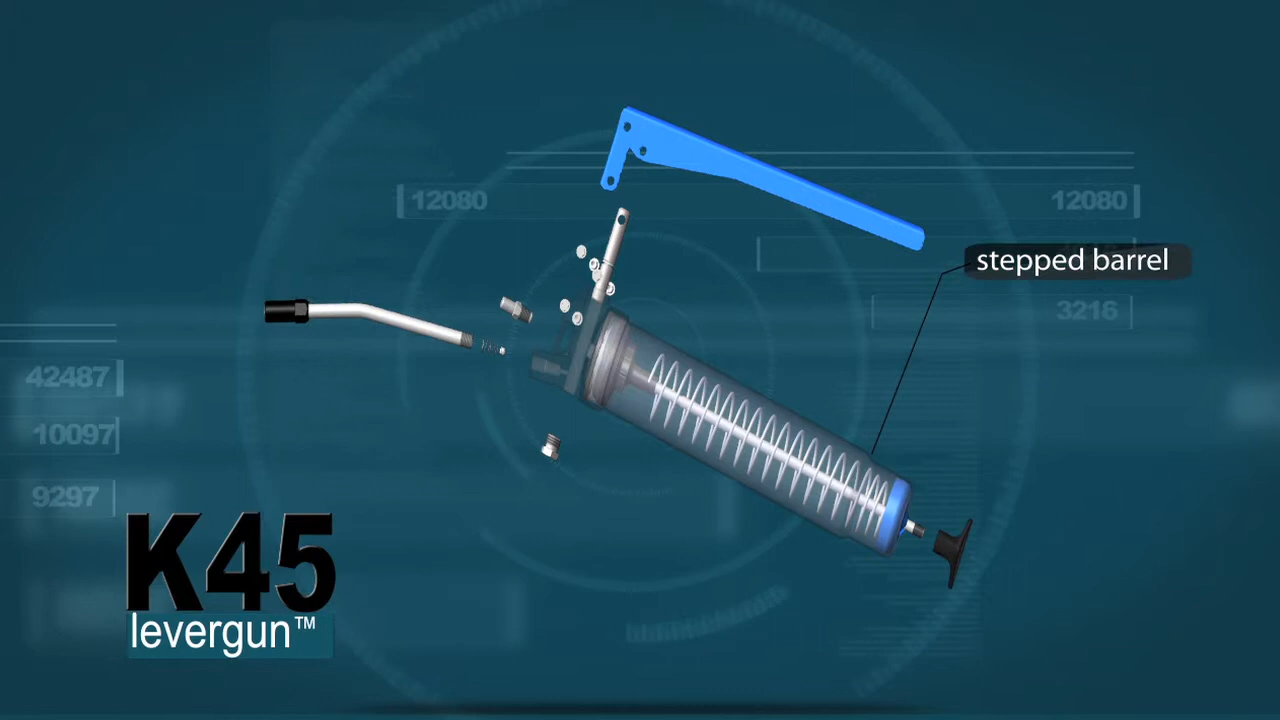 12080 12080
stepped barrel
3216
42487
10097
9297
K45
levergun™